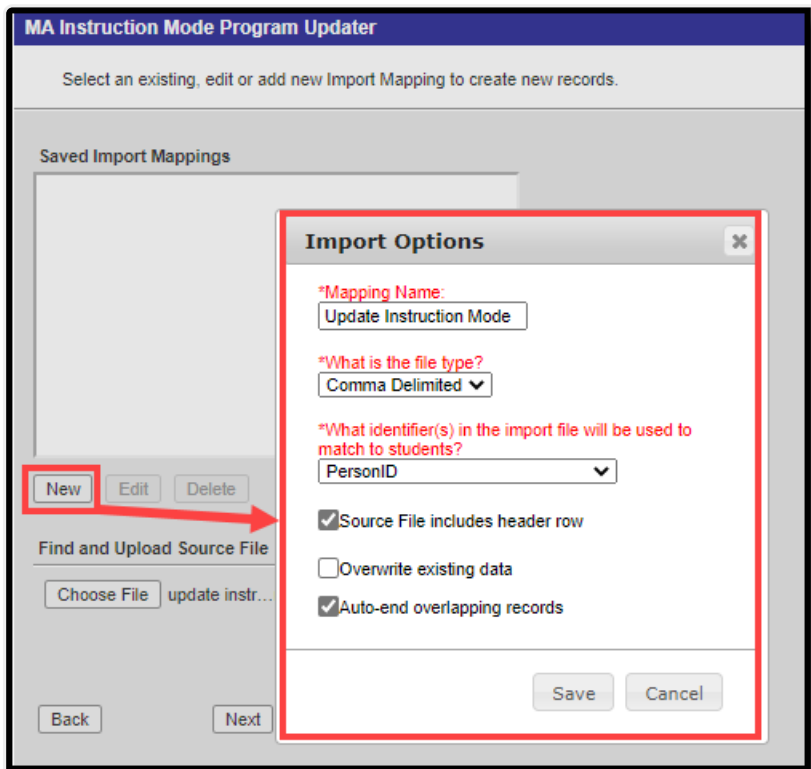 MA Instruction Mode Program Updater
Select an existing, edit or add new Import Mapping to create new records.
Saved Import Mappings
Import Options
*Mapping Name:
Update Instruction Mode
*What is the file type?
Comma Delimited
*What identifier(s) in the import file will be used to
match to students?
PersonID
Source File includes header row
Overwrite existing data
Auto-end overlapping records
Save Cancel
New Edit Delete
Find and Upload Source File
Choose File update instr...
Back Next